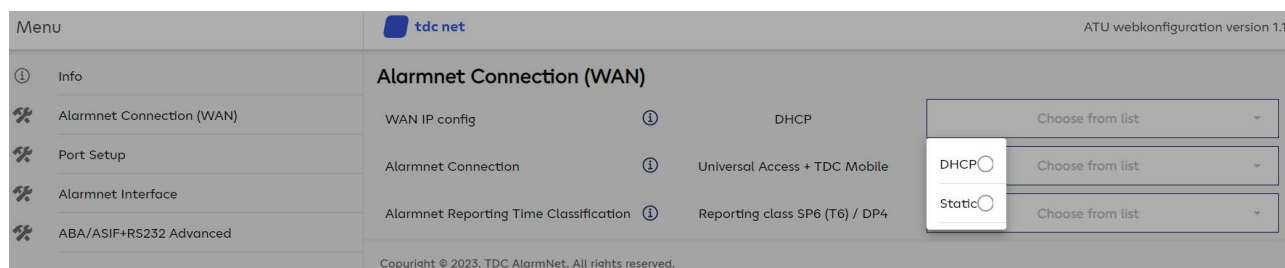 Menu
tdc net
ATU webkonfiguration version 1.1
Info
Alarmnet Connection (WAN)
Port Setup
Alarmnet Interface
ABA/ASIF+RS232 Advanced
Alarmnet Connection (WAN)
WAN IP config DHCP Choose from list
Alarmnet Connection Universal Access + TDC Mobile Choose from list
Alarmnet Reporting Time Classification Reporting class SP6 (T6) / DP4 Choose from list
DHCP
Static
Copyright © 2023, TDC AlarmNet. All rights reserved.